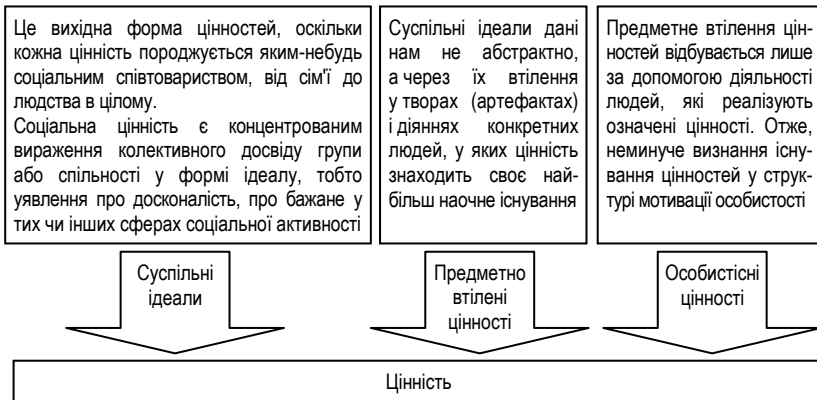 Це вихідна форма цінностей, оскільки
кожна цінність породжується яким-небудь
соціальним співтовариством, від сім'ї до
людства в цілому.
Соціальна цінність є концентрованим
вираження колективного досвіду групи
або спільності у формі ідеалу, тобто
уявлення про досконалість, про бажане у
тих чи інших сферах соціальної активності
Суспільні ідеали дані
нам не абстрактно,
а через їх втілення
у творах (артефактах)
і діяннях конкретних
людей, у яких цінність
знаходить своє най-
більш наочне існування
Предметне втілення цін-
ностей відбувається лише
за допомогою діяльності
людей, які реалізують
означені цінності. Отже,
неминуче визнання існу-
вання цінностей у струк-
турі мотивації особистості
Суспільні
ідеали
Предметно
втілені
цінності
Особистісні
цінності
Цінність